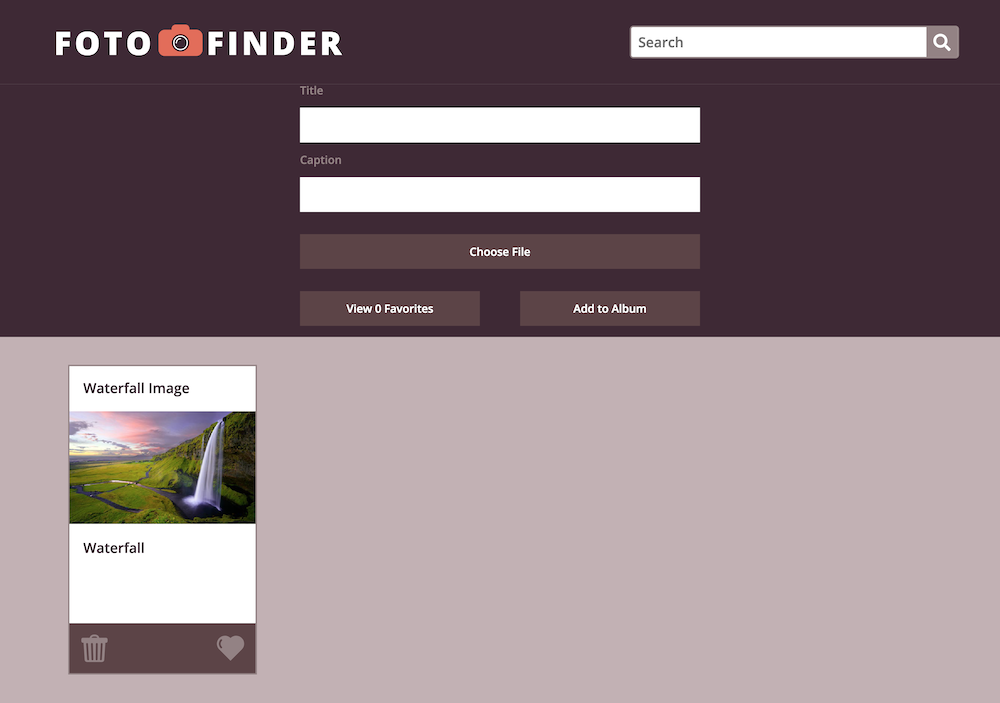 FOTO FINDER
Search
Title
Caption
Choose File
View 0 Favorites
Add to Album
Waterfall Image
Waterfall